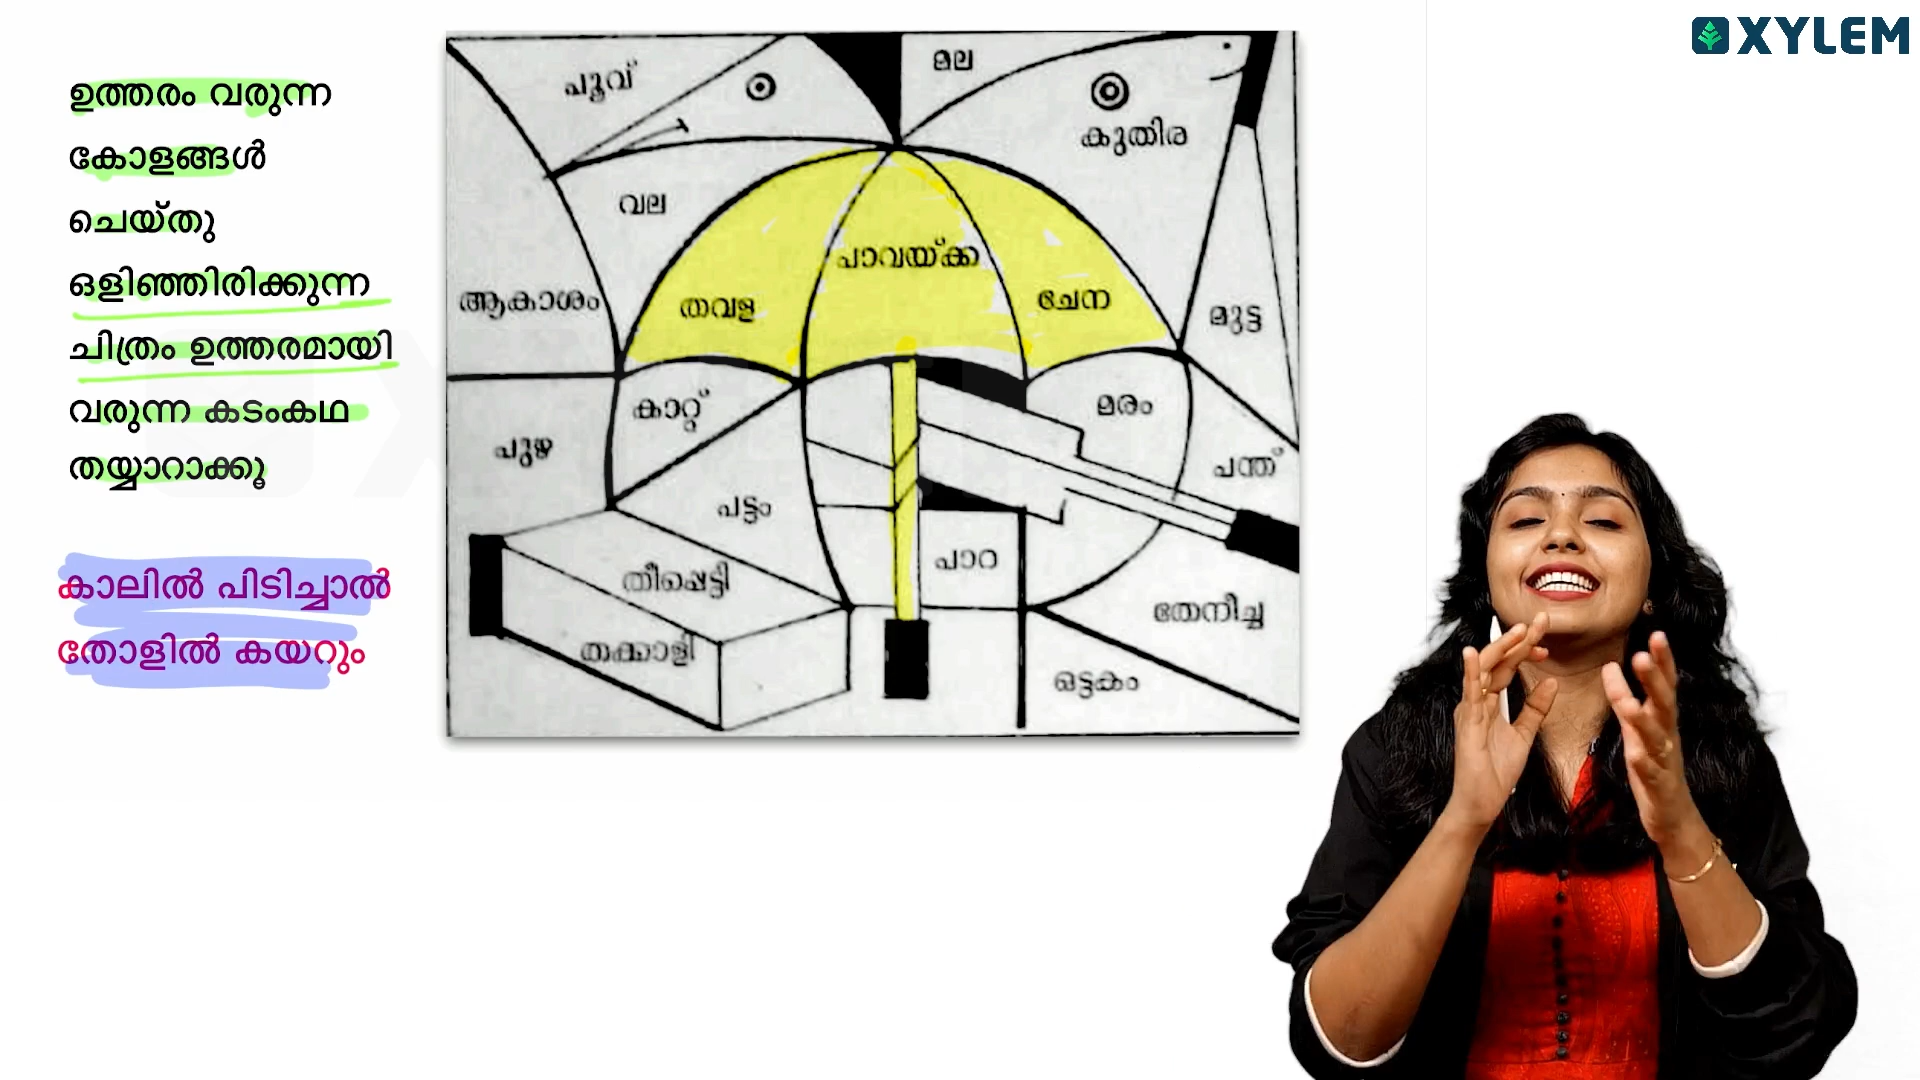 XYLEM
ഉത്തരം വരുന്ന
കോളങ്ങൾ
ചെയ്തു
ഒളിഞ്ഞിരിക്കുന്ന
ചിത്രം ഉത്തരമായി
വരുന്ന കടംകഥ
തയ്യാറാക്കൂ
കാലിൽ പിടിച്ചാൽ
തോളിൽ കയറും
പൂവ്
മല
കുതിര
വല
പാവയ്ക്ക
ആകാശം
തവള
ചേന
മുട്ട
കാറ്റ്
മരം
പുഴ
പന്ത്
പട്ടം
പാറ
തീപ്പെട്ടി
തേനീച്ച
തക്കാളി
ഒട്ടകം